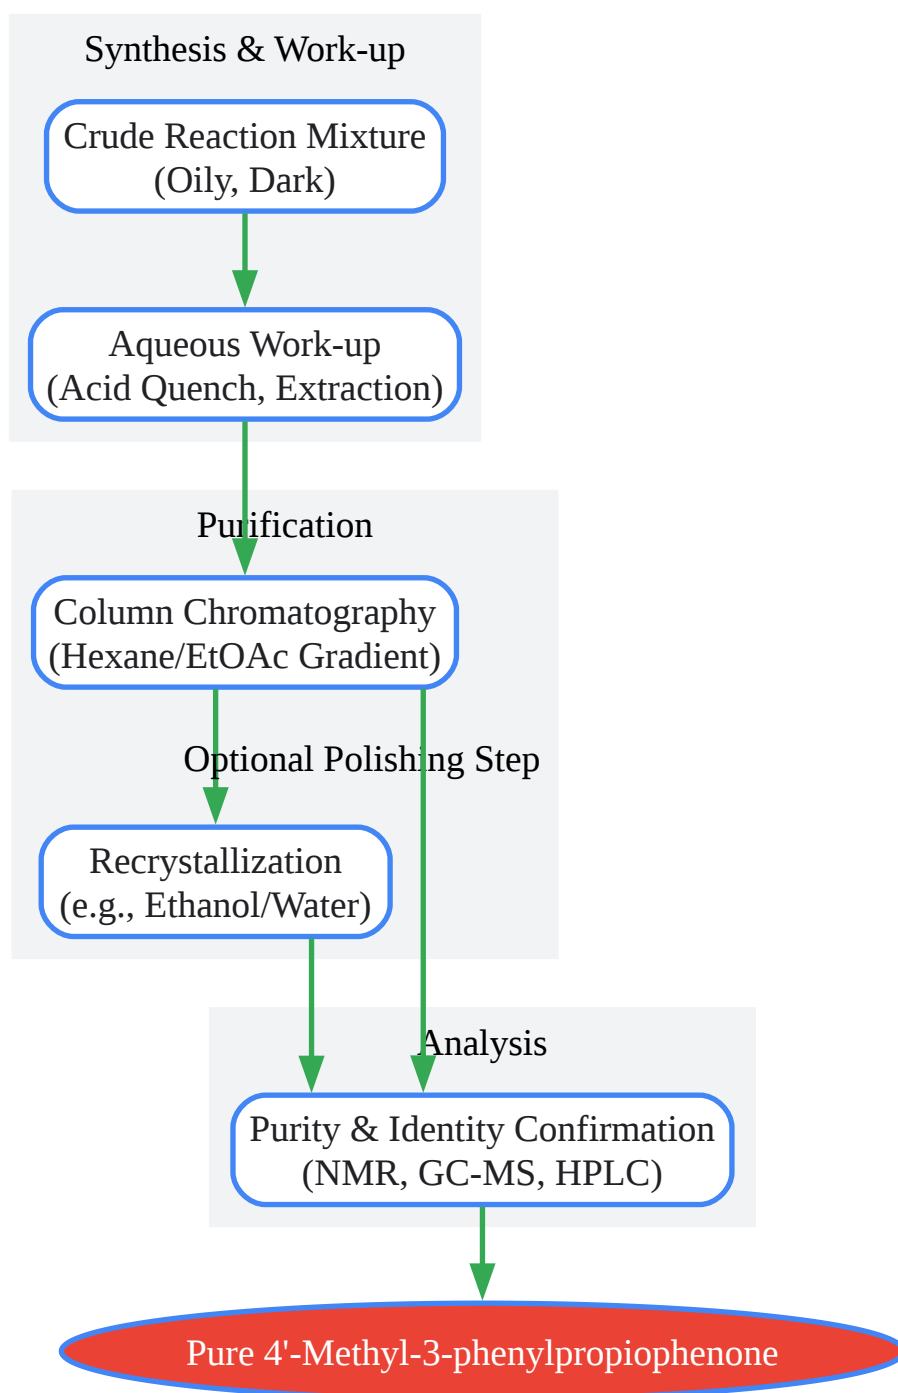 Synthesis & Work-up
Crude Reaction Mixture
(Oily, Dark)
Aqueous Work-up
(Acid Quench, Extraction)
Purification
Column Chromatography
(Hexane/EtOAc Gradient)
Optional Polishing Step
Recrystallization
(e.g., Ethanol/Water)
Analysis
Purity & Identity Confirmation
(NMR, GC-MS, HPLC)
Pure 4'-Methyl-3-phenylpropiophenone